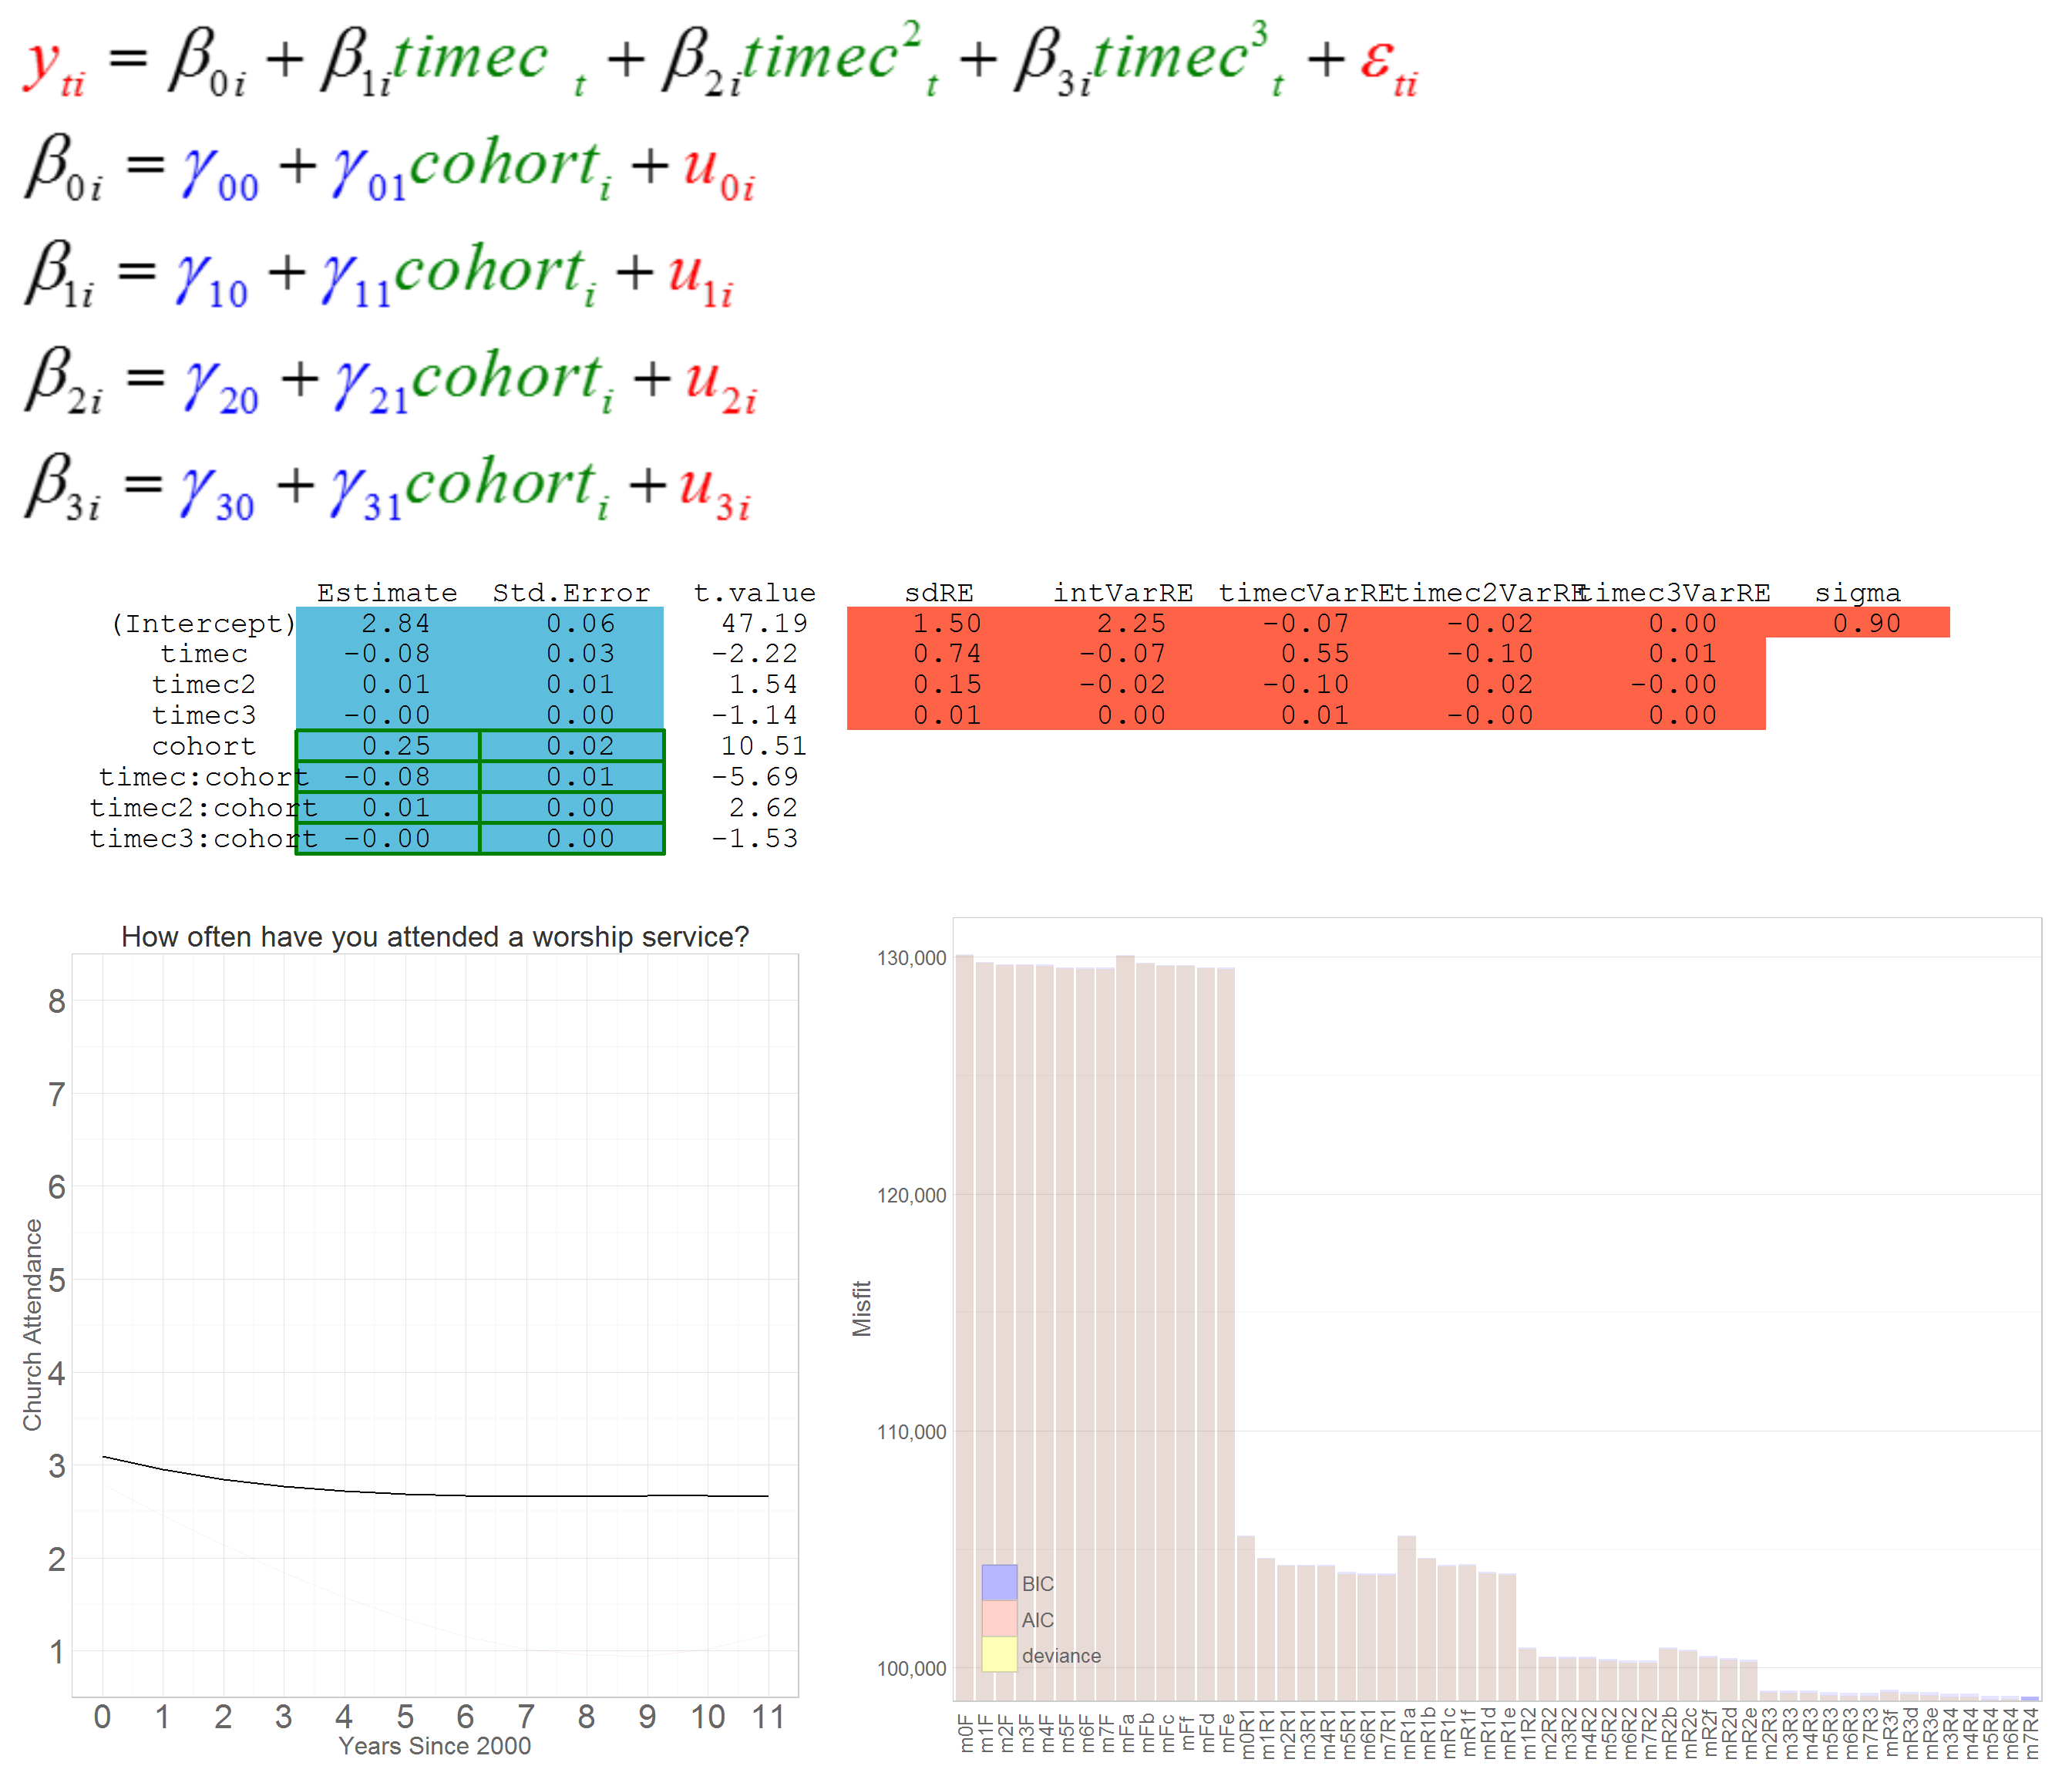 y_ti = β_0i + β_1i timec_t + β_2i timec²_t + β_3i timec³_t + ε_ti
β_0i = γ_00 + γ_01 cohort_i + u_0i
β_1i = γ_10 + γ_11 cohort_i + u_1i
β_2i = γ_20 + γ_21 cohort_i + u_2i
β_3i = γ_30 + γ_31 cohort_i + u_3i
Estimate Std.Error t.value sdRE intVarRE timecVarRE timec2VarRE timec3VarRE sigma
(Intercept) 2.84 0.06 47.19 1.50 2.25 -0.07 -0.02 0.00 0.90
timec -0.08 0.03 -2.22 0.74 -0.07 0.55 -0.10 0.01
timec2 0.01 0.01 1.54 0.15 -0.02 -0.10 0.02 -0.00
timec3 -0.00 0.00 -1.14 0.01 0.00 0.01 -0.00 0.00
cohort 0.25 0.02 10.51
timec:cohort -0.08 0.01 -5.69
timec2:cohort 0.01 0.00 2.62
timec3:cohort -0.00 0.00 -1.53
How often have you attended a worship service?
8
7
6
5
4
3
2
1
Church Attendance
0 1 2 3 4 5 6 7 8 9 10 11
Years Since 2000
130,000
120,000
110,000
100,000
Misfit
BIC
AIC
deviance
m0F m1F m2F m3F m4F m5F m6F m7F mFa mFb mFc mFf mFd mFe m0R1 m1R1 m2R1 m3R1 m4R1 m5R1 m6R1 m7R1 mR1a mR1b mR1c mR1f mR1d mR1e m1R2 m2R2 m3R2 m4R2 m5R2 m6R2 m7R2 mR2b mR2c mR2f mR2d mR2e m2R3 m3R3 m4R3 m5R3 m6R3 m7R3 mR3f mR3d mR3e m3R4 m4R4 m5R4 m6R4 m7R4